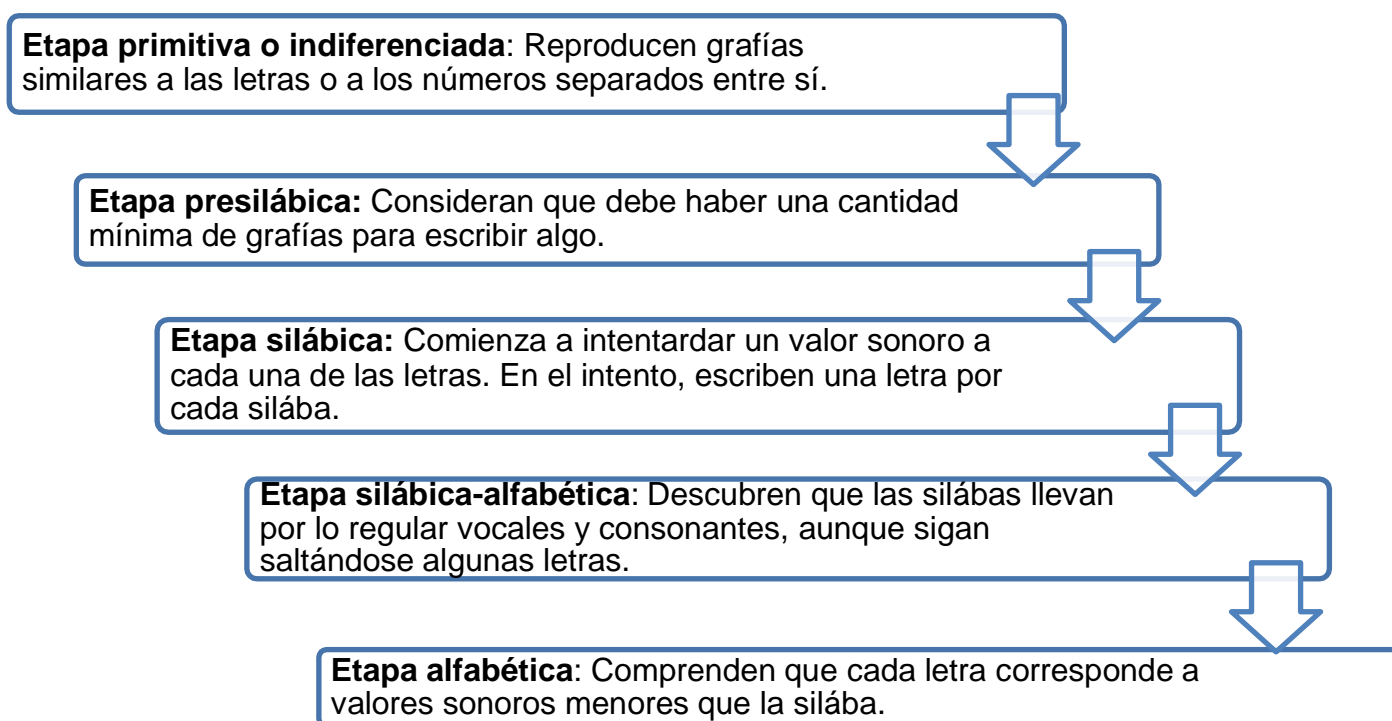 Etapa primitiva o indiferenciada: Reproducen grafías
similares a las letras o a los números separados entre sí.
Etapa presilábica: Consideran que debe haber una cantidad
mínima de grafías para escribir algo.
Etapa silábica: Comienza a intentardar un valor sonoro a
cada una de las letras. En el intento, escriben una letra por
cada silába.
Etapa silábica-alfabética: Descubren que las silábas llevan
por lo regular vocales y consonantes, aunque sigan
saltándose algunas letras.
Etapa alfabética: Comprenden que cada letra corresponde a
valores sonoros menores que la silába.